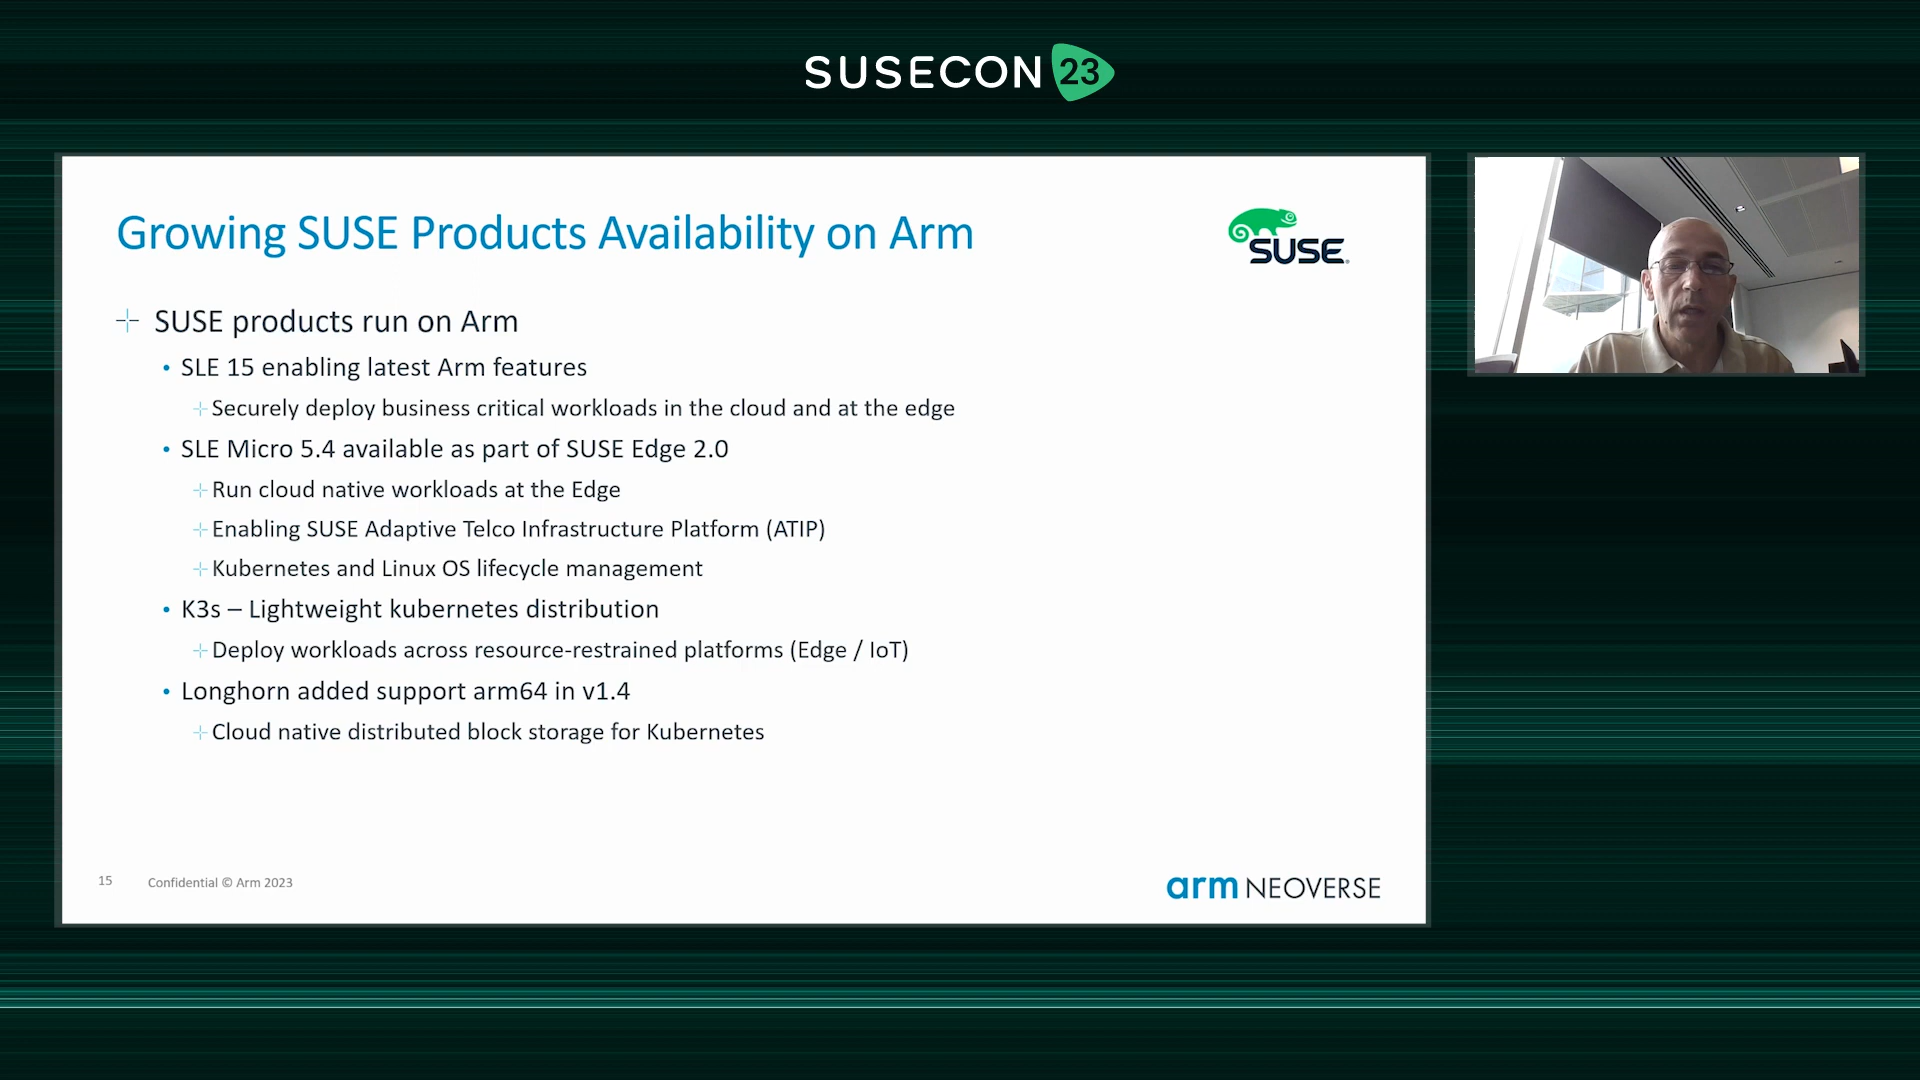 SUSECON 23
Growing SUSE Products Availability on Arm
SUSE
SUSE products run on Arm
• SLE 15 enabling latest Arm features
Securely deploy business critical workloads in the cloud and at the edge
• SLE Micro 5.4 available as part of SUSE Edge 2.0
Run cloud native workloads at the Edge
Enabling SUSE Adaptive Telco Infrastructure Platform (ATIP)
Kubernetes and Linux OS lifecycle management
• K3s – Lightweight kubernetes distribution
Deploy workloads across resource-restrained platforms (Edge / IoT)
• Longhorn added support arm64 in v1.4
Cloud native distributed block storage for Kubernetes
15 Confidential © Arm 2023
arm NEOVERSE